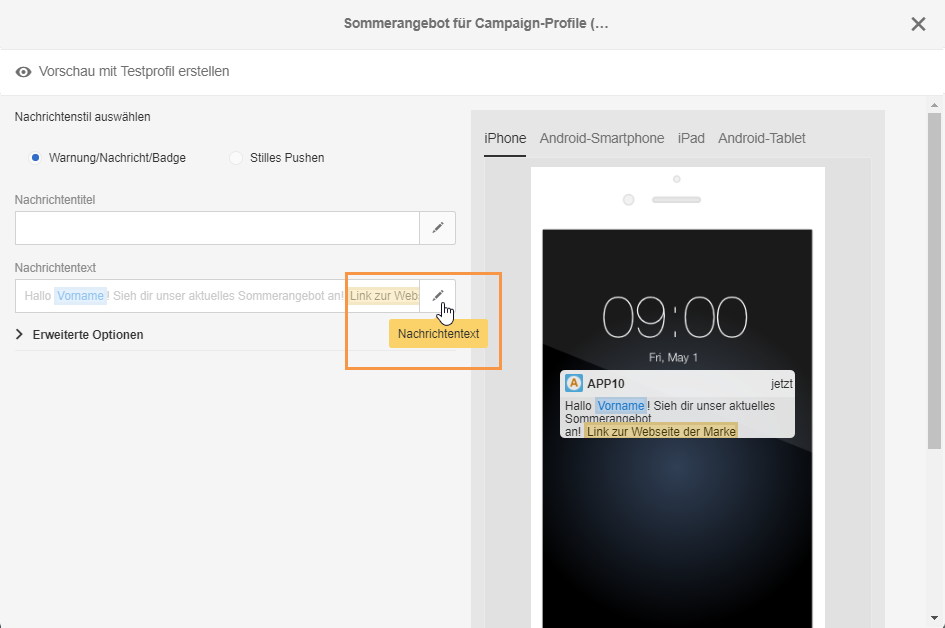 Sommerangebot für Campaign-Profile (…
Vorschau mit Testprofil erstellen
Nachrichtenstil auswählen
Warnung/Nachricht/Badge
Stilles Pushen
Nachrichtentitel
Nachrichtentext
Hallo Vorname! Sieh dir unser aktuelles Sommerangebot an! Link zur Web
Nachrichtentext
Erweiterte Optionen
iPhone Android-Smartphone iPad Android-Tablet
09:00
Fri, May 1
A APP10 jetzt
Hallo Vorname! Sieh dir unser aktuelles
Sommerangebot
an! Link zur Webseite der Marke